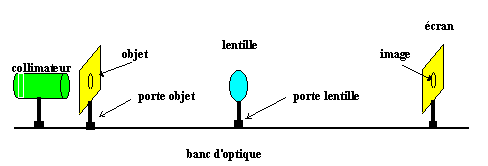 écran
lentille
objet
image
collimateur
porte objet
porte lentille
banc d'optique